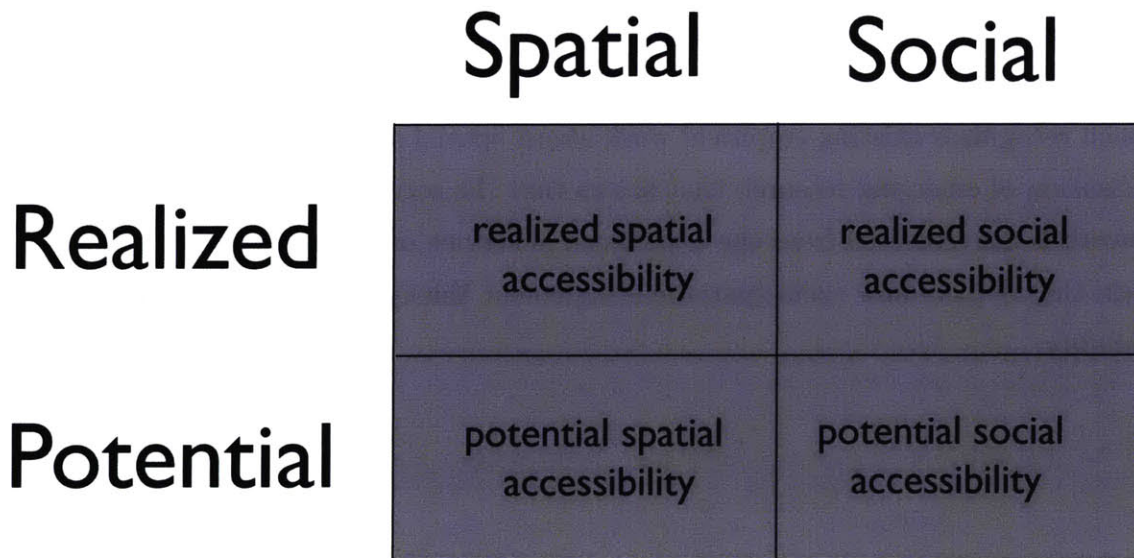 Spatial Social
Realized
realized spatial
accessibility
realized social
accessibility
Potential
potential spatial
accessibility
potential social
accessibility